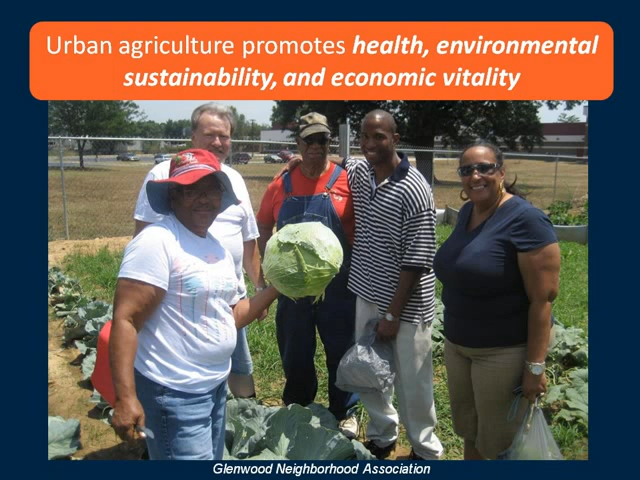 Urban agriculture promotes health, environmental
sustainability, and economic vitality
Glenwood Neighborhood Association